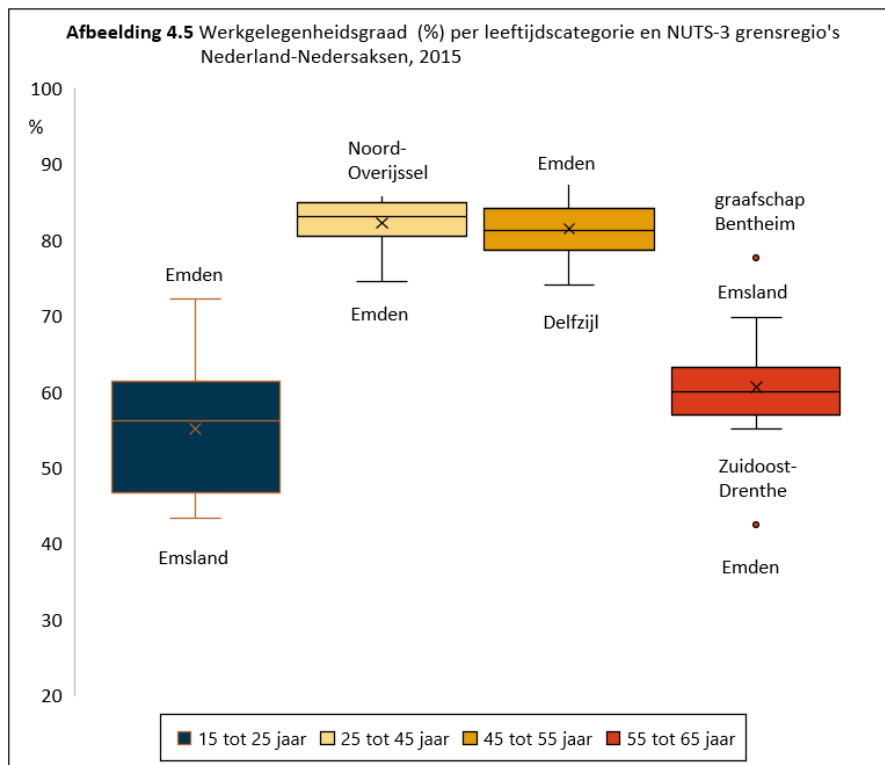 Afbeelding 4.5 Werkgelegenheidsgraad (%) per leeftijdscategorie en NUTS-3 grensregio's
Nederland-Nedersaksen, 2015
100
%
90
80
70
60
50
40
30
20
Emden
Emsland
Noord-
Overijssel
Emden
Emden
Delfzijl
graafschap
Bentheim
Emsland
Zuidoost-
Drenthe
Emden
15 tot 25 jaar 25 tot 45 jaar 45 tot 55 jaar 55 tot 65 jaar